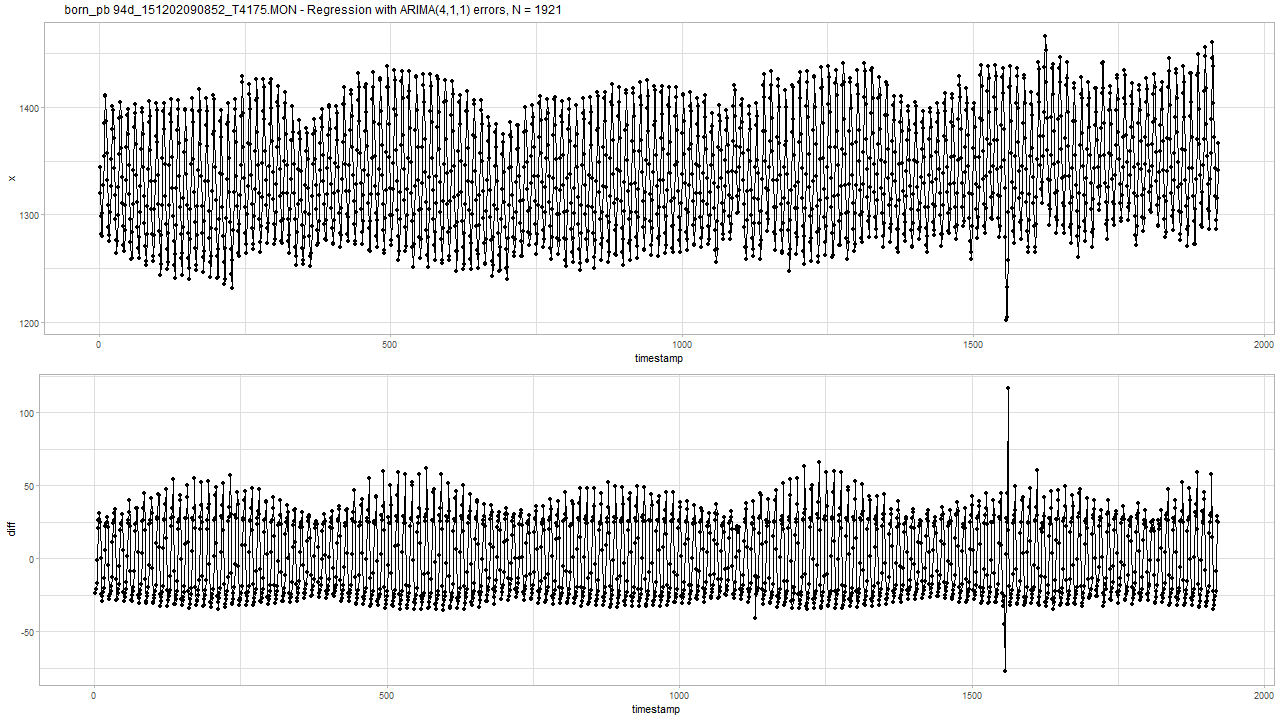 born_pb 94d_151202090852_T4175.MON - Regression with ARIMA(4,1,1) errors, N = 1921
1400
1300
1200
x
0 500 1000 1500 2000
timestamp
100
50
0
-50
diff
0 500 1000 1500 2000
timestamp